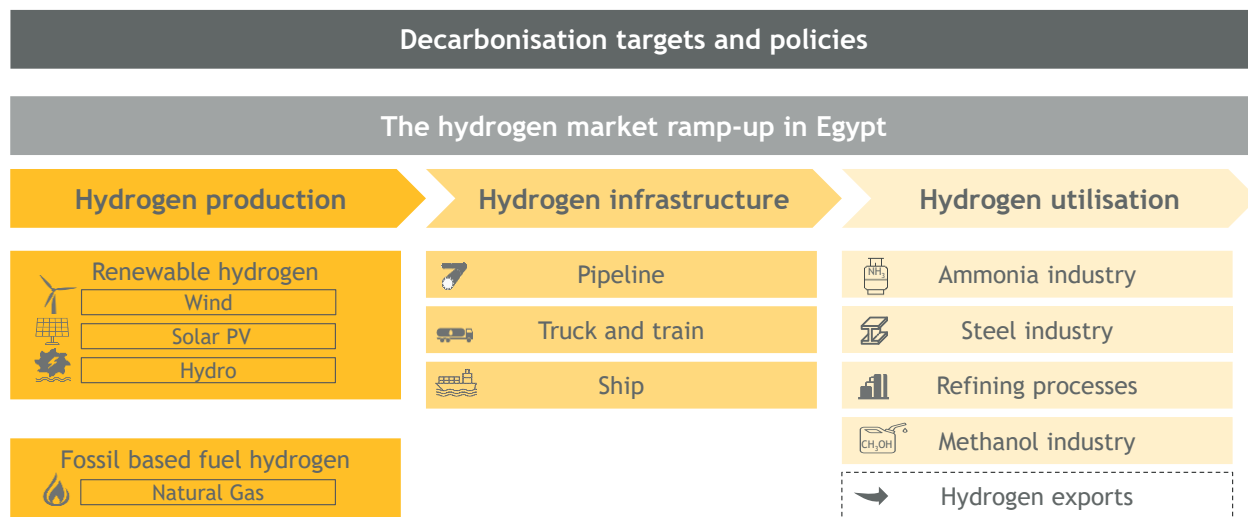 Decarbonisation targets and policies
The hydrogen market ramp-up in Egypt
Hydrogen production
Renewable hydrogen
Wind
Solar PV
Hydro
Fossil based fuel hydrogen
Natural Gas
Hydrogen infrastructure
Pipeline
Truck and train
Ship
Hydrogen utilisation
NH₃
Ammonia industry
Steel industry
Refining processes
CH₃OH
Methanol industry
Hydrogen exports